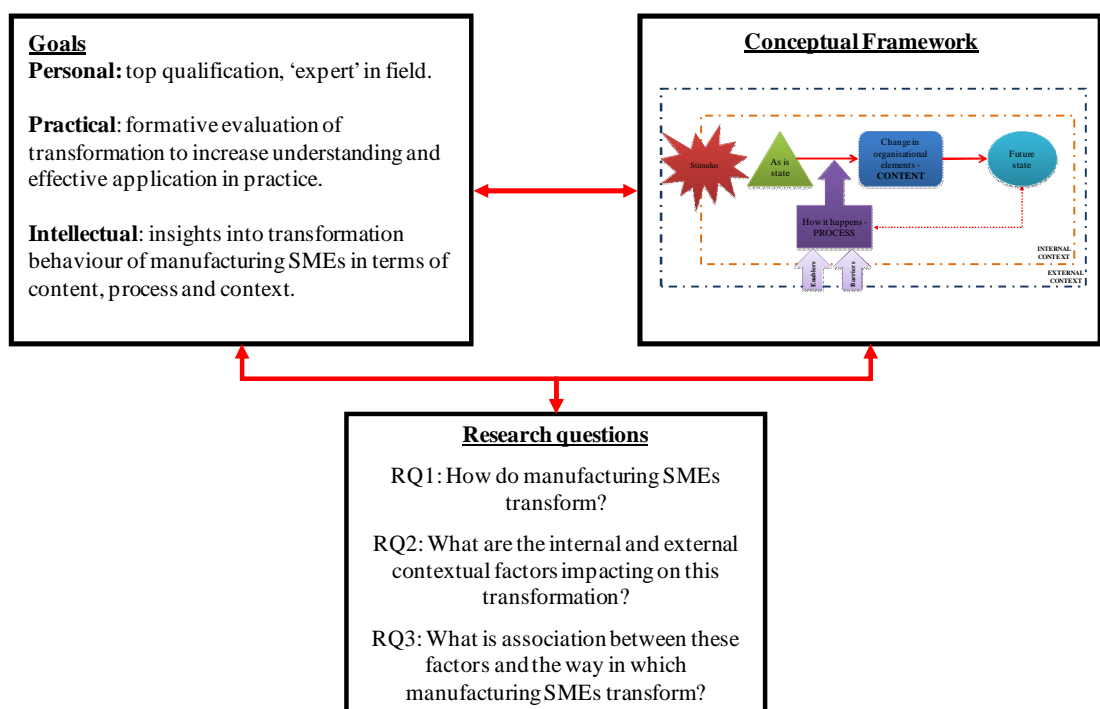 Goals
Personal: top qualification, ‘expert’ in field.
Practical: formative evaluation of
transformation to increase understanding and
effective application in practice.
Intellectual: insights into transformation
behaviour of manufacturing SMEs in terms of
content, process and context.
Conceptual Framework
Stimulus
As is
state
Change in
organisational
elements -
CONTENT
Future
state
How it happens -
PROCESS
Enablers
Barriers
INTERNAL
CONTEXT
EXTERNAL
CONTEXT
Research questions
RQ1: How do manufacturing SMEs
transform?
RQ2: What are the internal and external
contextual factors impacting on this
transformation?
RQ3: What is association between these
factors and the way in which
manufacturing SMEs transform?